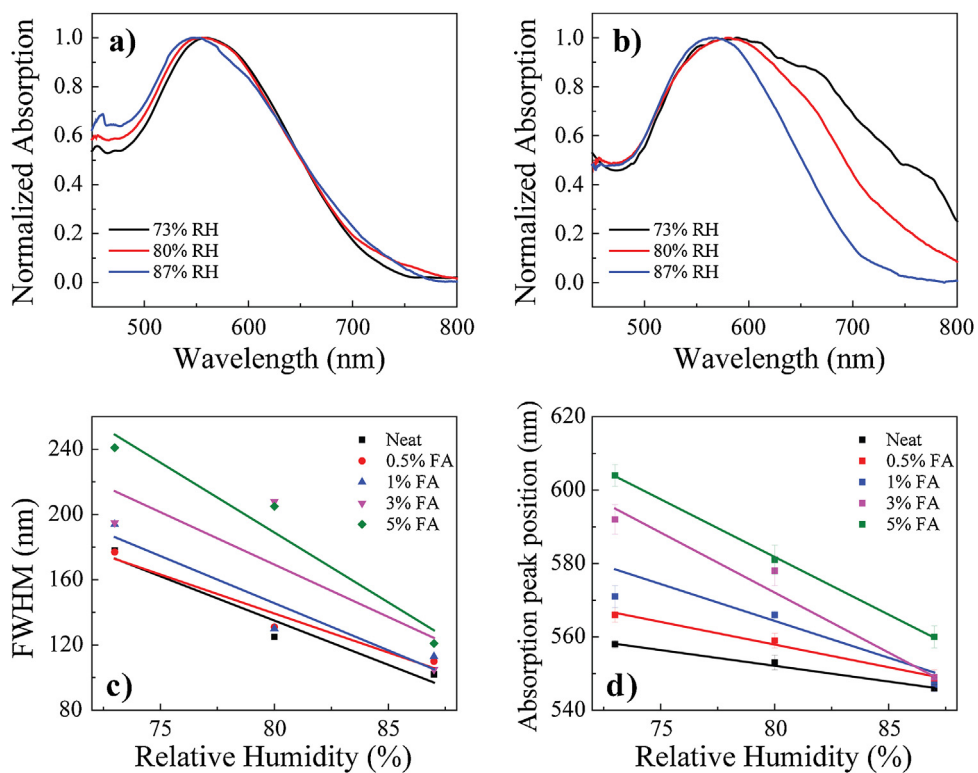 a)
Normalized Absorption
1.0
0.8
0.6
0.4
0.2
0.0
73% RH
80% RH
87% RH
500 600 700 800
Wavelength (nm)
b)
Normalized Absorption
1.0
0.8
0.6
0.4
0.2
0.0
73% RH
80% RH
87% RH
500 600 700 800
Wavelength (nm)
c)
FWHM (nm)
240
200
160
120
80
Neat
0.5% FA
1% FA
3% FA
5% FA
75 80 85
Relative Humidity (%)
d)
Absorption peak position (nm)
620
600
580
560
540
Neat
0.5% FA
1% FA
3% FA
5% FA
75 80 85
Relative Humidity (%)